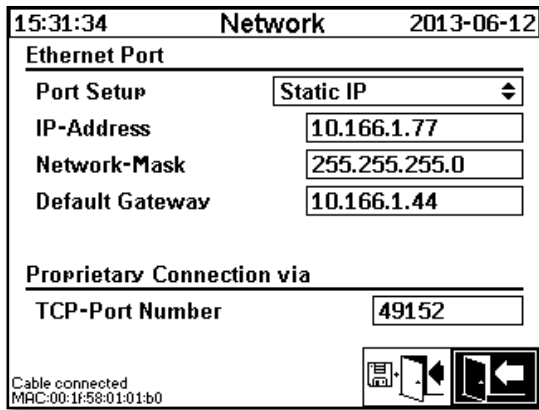 15:31:34 Network 2013-06-12
Ethernet Port
Port Setup Static IP
IP-Address 10.166.1.77
Network-Mask 255.255.255.0
Default Gateway 10.166.1.44
Proprietary Connection via
TCP-Port Number 49152
Cable connected
MAC:00:1f:58:01:01:b0